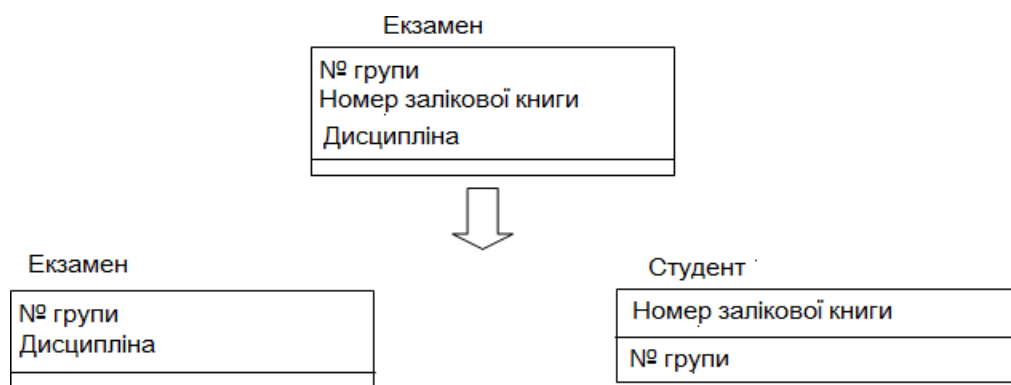 Екзамен
№ групи
Номер залікової книги
Дисципліна
Екзамен
№ групи
Дисципліна
Студент
Номер залікової книги
№ групи